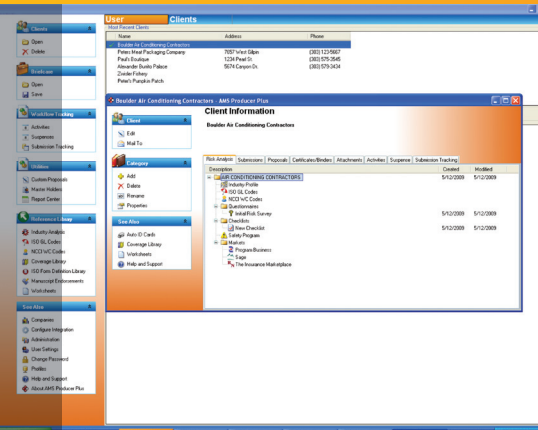 User Clients
Most Recent Clients
Name Address Phone
Boulder Air Conditioning Contractors
Peters Meat Packaging Company 7057 West Gilpin (303) 123-5667
Paul's Boutique 1234 Pearl St (303) 575-3545
Alexander Bunko Palace 5674 Canyon Dr. (303) 579-3434
Zoider Fishery
Peter's Pumpkin Patch
Clients
Open
Delete
Briefcase
Open
Save
Workflow Tracking
Activities
Suspenses
Submission Tracking
Utilities
Custom Proposals
Master Holders
Report Center
Reference Library
Industry Analysis
ISO GL Codes
NCCI WC Codes
Coverage Library
ISO Form Definition Library
Manuscript Endorsements
Worksheets
See Also
Companies
Configure Integration
Administration
User Settings
Change Password
Profiles
Help and Support
About AMS Producer Plus
Boulder Air Conditioning Contractors - AMS Producer Plus
Client
Edit
Mail To
Category
Add
Delete
Rename
Properties
See Also
Auto ID Cards
Coverage Library
Worksheets
Help and Support
Client Information
Boulder Air Conditioning Contractors
Risk Analysis Submissions Proposals Certificates/Binders Attachments Activities Suspense Submission Tracking
Description Created Modified
AIR CONDITIONING CONTRACTORS 5/12/2009 5/12/2009
Industry Profile
ISO GL Codes
NCCI WC Codes
Questionnaires
Initial Risk Survey 5/12/2009 5/12/2009
Checklists
New Checklist 5/12/2009 5/12/2009
Safety Program
Markets
Program Business
Sage
The Insurance Marketplace